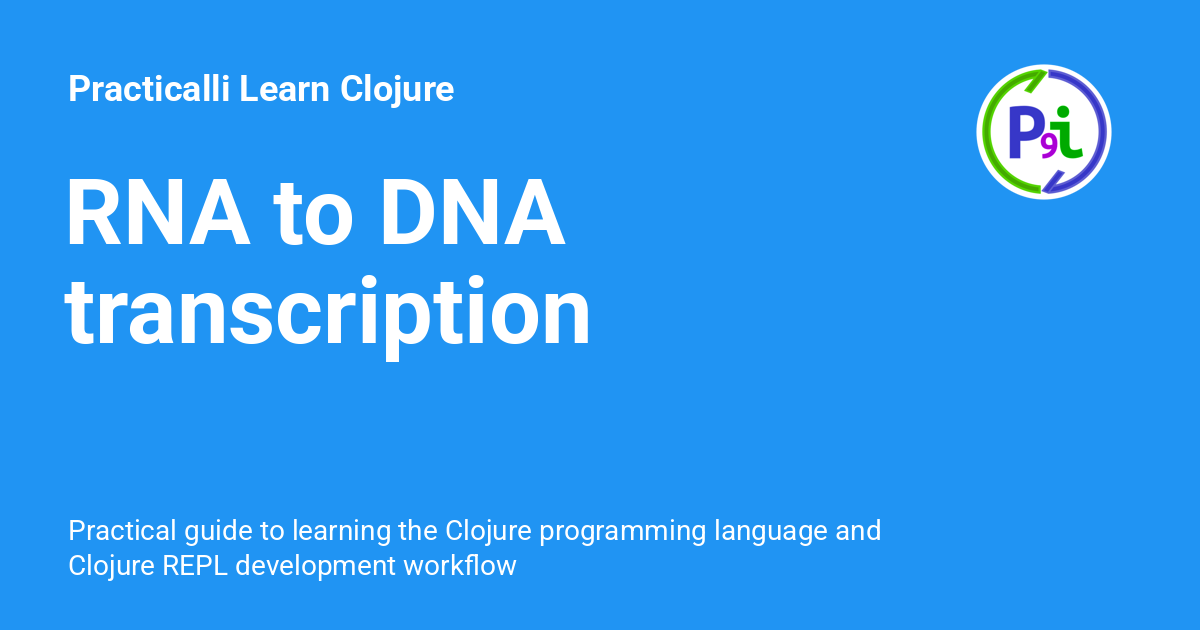 Practicalli Learn Clojure
P9i
RNA to DNA
transcription
Practical guide to learning the Clojure programming language and
Clojure REPL development workflow